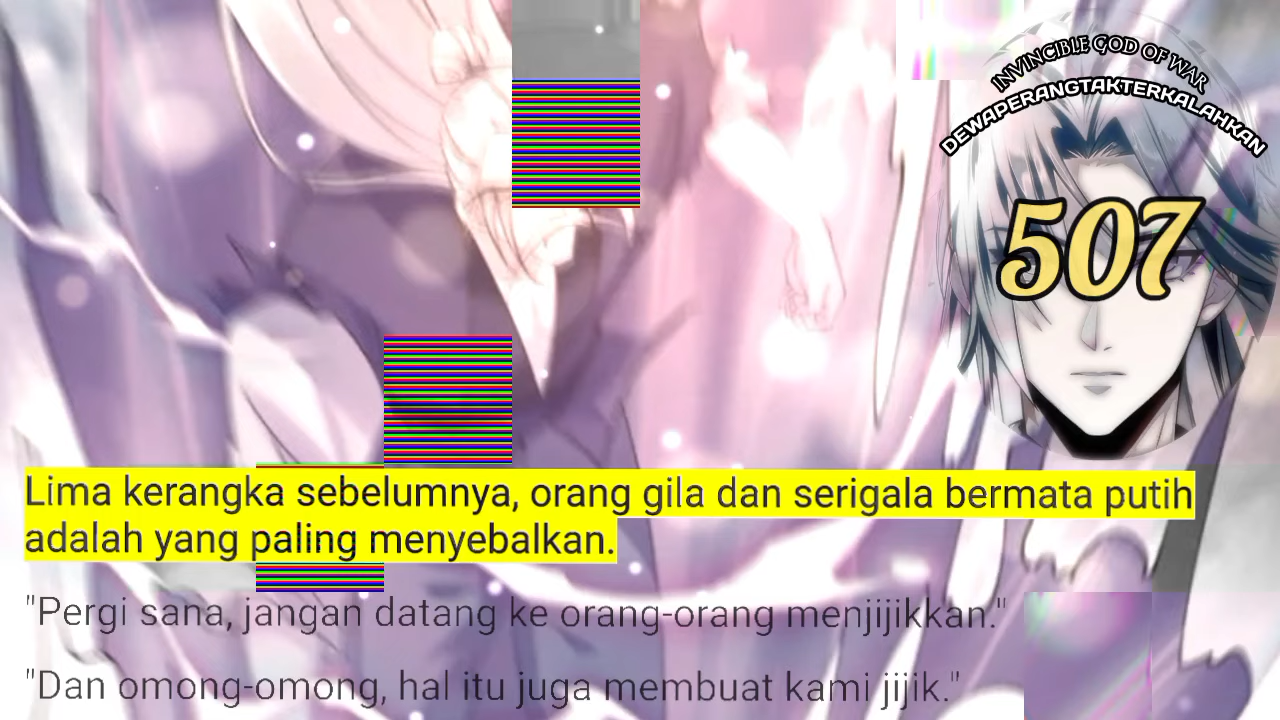 INVINCIBLE GOD OF WAR
DEWAPERANGTAKTERKALAHKAN
507
Lima kerangka sebelumnya, orang gila dan serigala bermata putih
adalah yang paling menyebalkan.
"Pergi sana, jangan datang ke orang-orang menjijikkan."
"Dan omong-omong, hal itu juga membuat kami jijik."